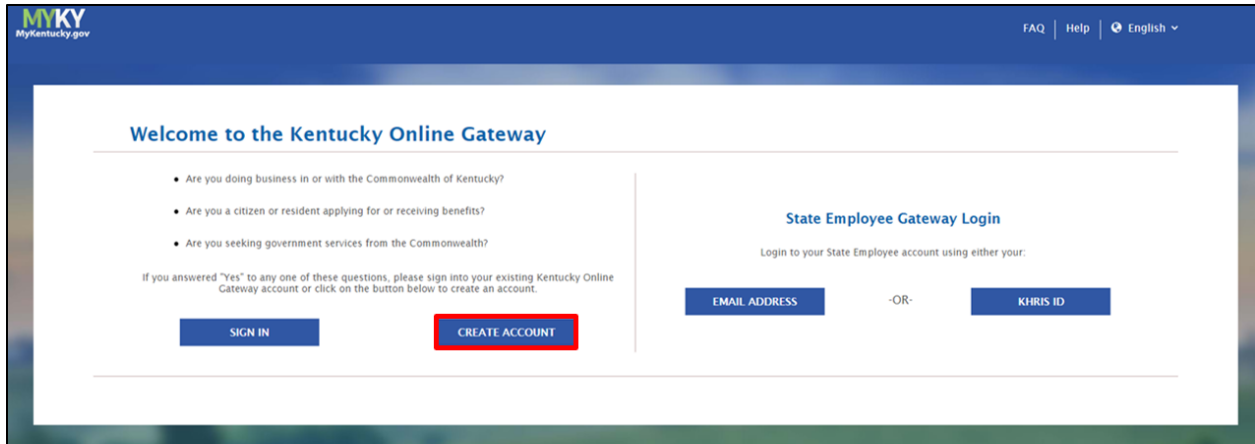 MYKY
MyKentucky.gov
FAQ
Help
English
Welcome to the Kentucky Online Gateway
Are you doing business in or with the Commonwealth of Kentucky?
Are you a citizen or resident applying for or receiving benefits?
Are you seeking government services from the Commonwealth?
If you answered "Yes" to any one of these questions, please sign into your existing Kentucky Online
Gateway account or click on the button below to create an account.
SIGN IN
CREATE ACCOUNT
State Employee Gateway Login
Login to your State Employee account using either your:
EMAIL ADDRESS
-OR-
KHRIS ID